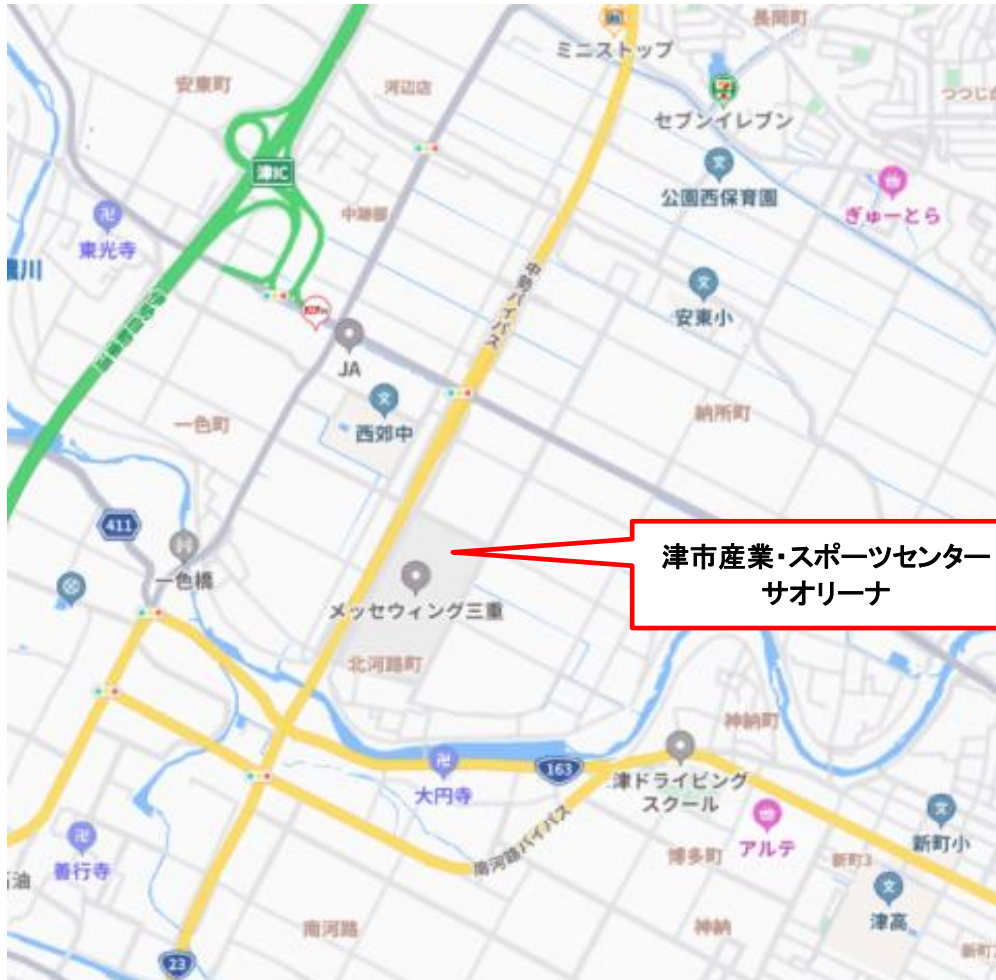 長岡町
ミニストップ
安東町
河辺店
つつじが
セブンイレブン
津IC
公園西保育園
ぎゅーとら
中跡部
東光寺
中勢バイパス
安東小
JA
一色町
西郊中
納所町
411
津市産業・スポーツセンター
サオリーナ
一色橋
メッセウィング三重
北河路町
神納町
163
大円寺
津ドライビング
スクール
南河路バイパス
アルテ
新町小
善行寺
博多町
新町3
石油
津高
南河路
神納
23